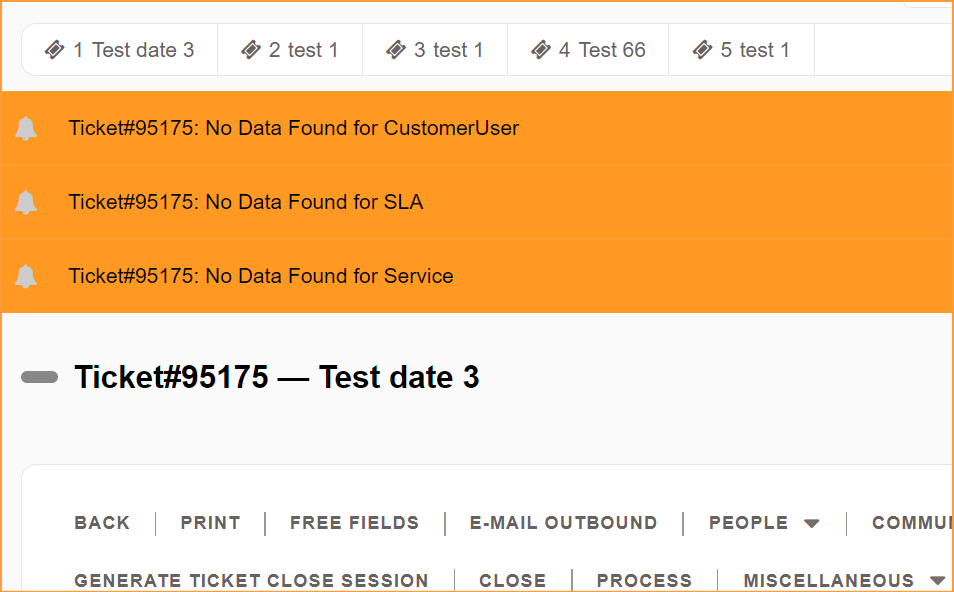 1 Test date 3 2 test 1 3 test 1 4 Test 66 5 test 1
Ticket#95175: No Data Found for CustomerUser
Ticket#95175: No Data Found for SLA
Ticket#95175: No Data Found for Service
Ticket#95175 — Test date 3
BACK PRINT FREE FIELDS E-MAIL OUTBOUND PEOPLE
GENERATE TICKET CLOSE SESSION CLOSE PROCESS MISCELLANEOUS